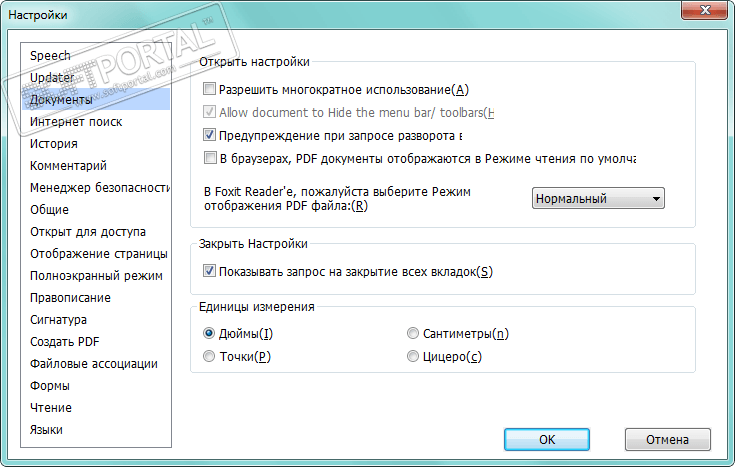 Настройки
SOFTPORTAL™
www.softportal.com
Speech
Updater
Документы
Интернет поиск
История
Комментарий
Менеджер безопасности
Общие
Открыт для доступа
Отображение страницы
Полноэкранный режим
Правописание
Сигнатура
Создать PDF
Файловые ассоциации
Формы
Чтение
Языки
Открыть настройки
Разрешить многократное использование(A)
Allow document to Hide the menu bar/ toolbars(H
Предупреждение при запросе разворота в
В браузерах, PDF документы отображаются в Режиме чтения по умолча
В Foxit Reader'е, пожалуйста выберите Режим
отображения PDF файла:(R)
Нормальный
Закрыть Настройки
Показывать запрос на закрытие всех вкладок(S)
Единицы измерения
Дюймы(I)
Сантиметры(n)
Точки(P)
Цицеро(c)
OK
Отмена